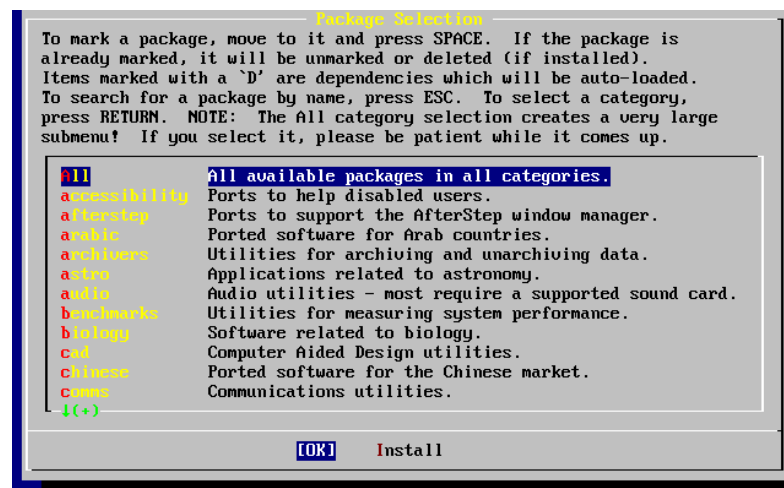 Package Selection
To mark a package, move to it and press SPACE.  If the package is
already marked, it will be unmarked or deleted (if installed).
Items marked with a `D' are dependencies which will be auto-loaded.
To search for a package by name, press ESC.  To select a category,
press RETURN.  NOTE:  The All category selection creates a very large
submenu!  If you select it, please be patient while it comes up.
All All available packages in all categories.
accessibility Ports to help disabled users.
afterstep Ports to support the AfterStep window manager.
arabic Ported software for Arab countries.
archivers Utilities for archiving and unarchiving data.
astro Applications related to astronomy.
audio Audio utilities - most require a supported sound card.
benchmarks Utilities for measuring system performance.
biology Software related to biology.
cad Computer Aided Design utilities.
chinese Ported software for the Chinese market.
comms Communications utilities.
↓(+)
[OK] Install